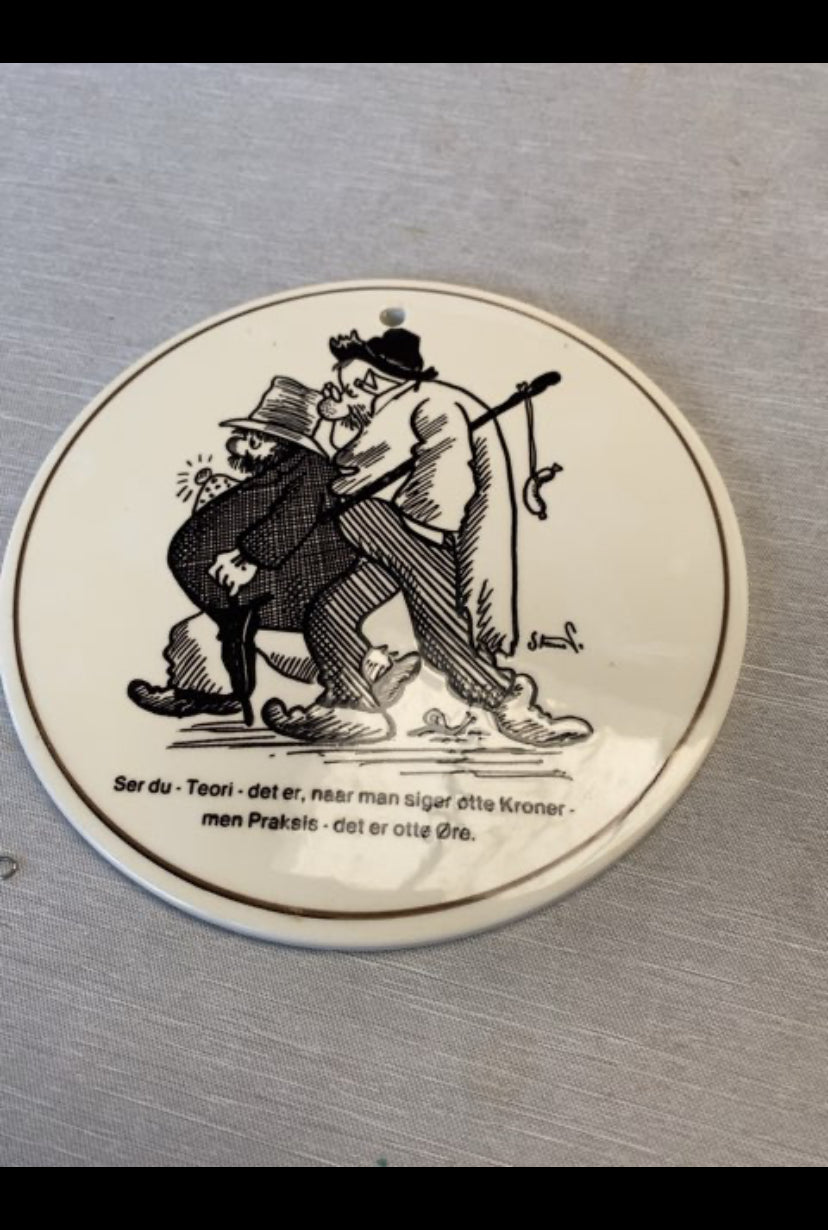 Ser du - Teori - det er, naar man siger otte Kroner -
men Praksis - det er otte Øre.